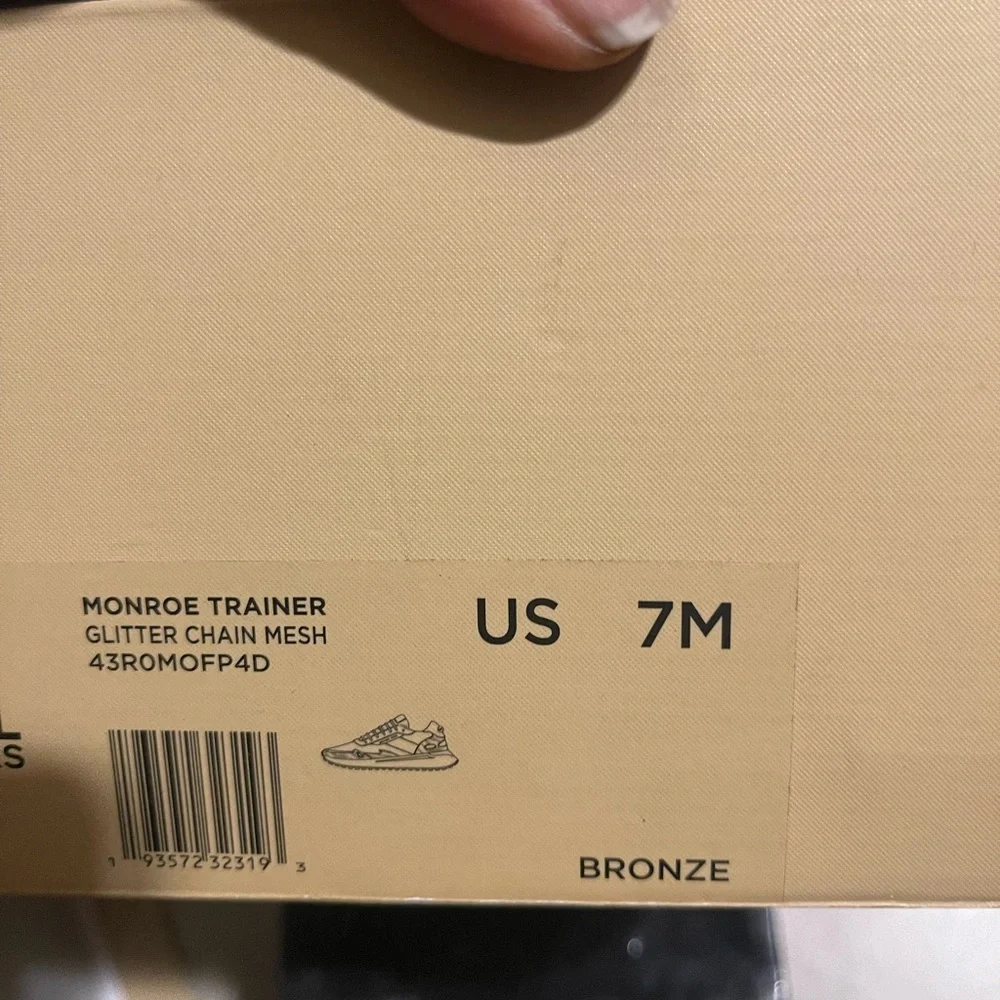 MONROE TRAINER
GLITTER CHAIN MESH
43R0MOFP4D
US 7M
1 93572 32319 3
BRONZE